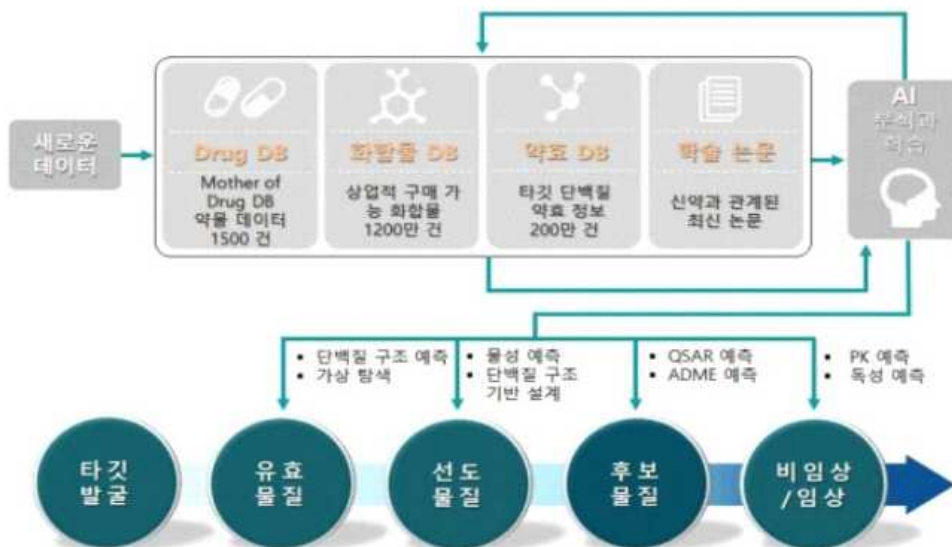 새로운
데이터
Drug DB
Mother of
Drug DB
약물 데이터
1500 건
화합물 DB
상업적 구매 가
능 화합물
1200만 건
약효 DB
타깃 단백질
약효 정보
200만 건
학술 논문
신약과 관계된
최신 논문
AI
분석과
학습
▪ 단백질 구조 예측
▪ 가상 탐색
▪ 물성 예측
▪ 단백질 구조
기반 설계
▪ QSAR 예측
▪ ADME 예측
▪ PK 예측
▪ 독성 예측
타깃
발굴
유효
물질
선도
물질
후보
물질
비임상
/임상